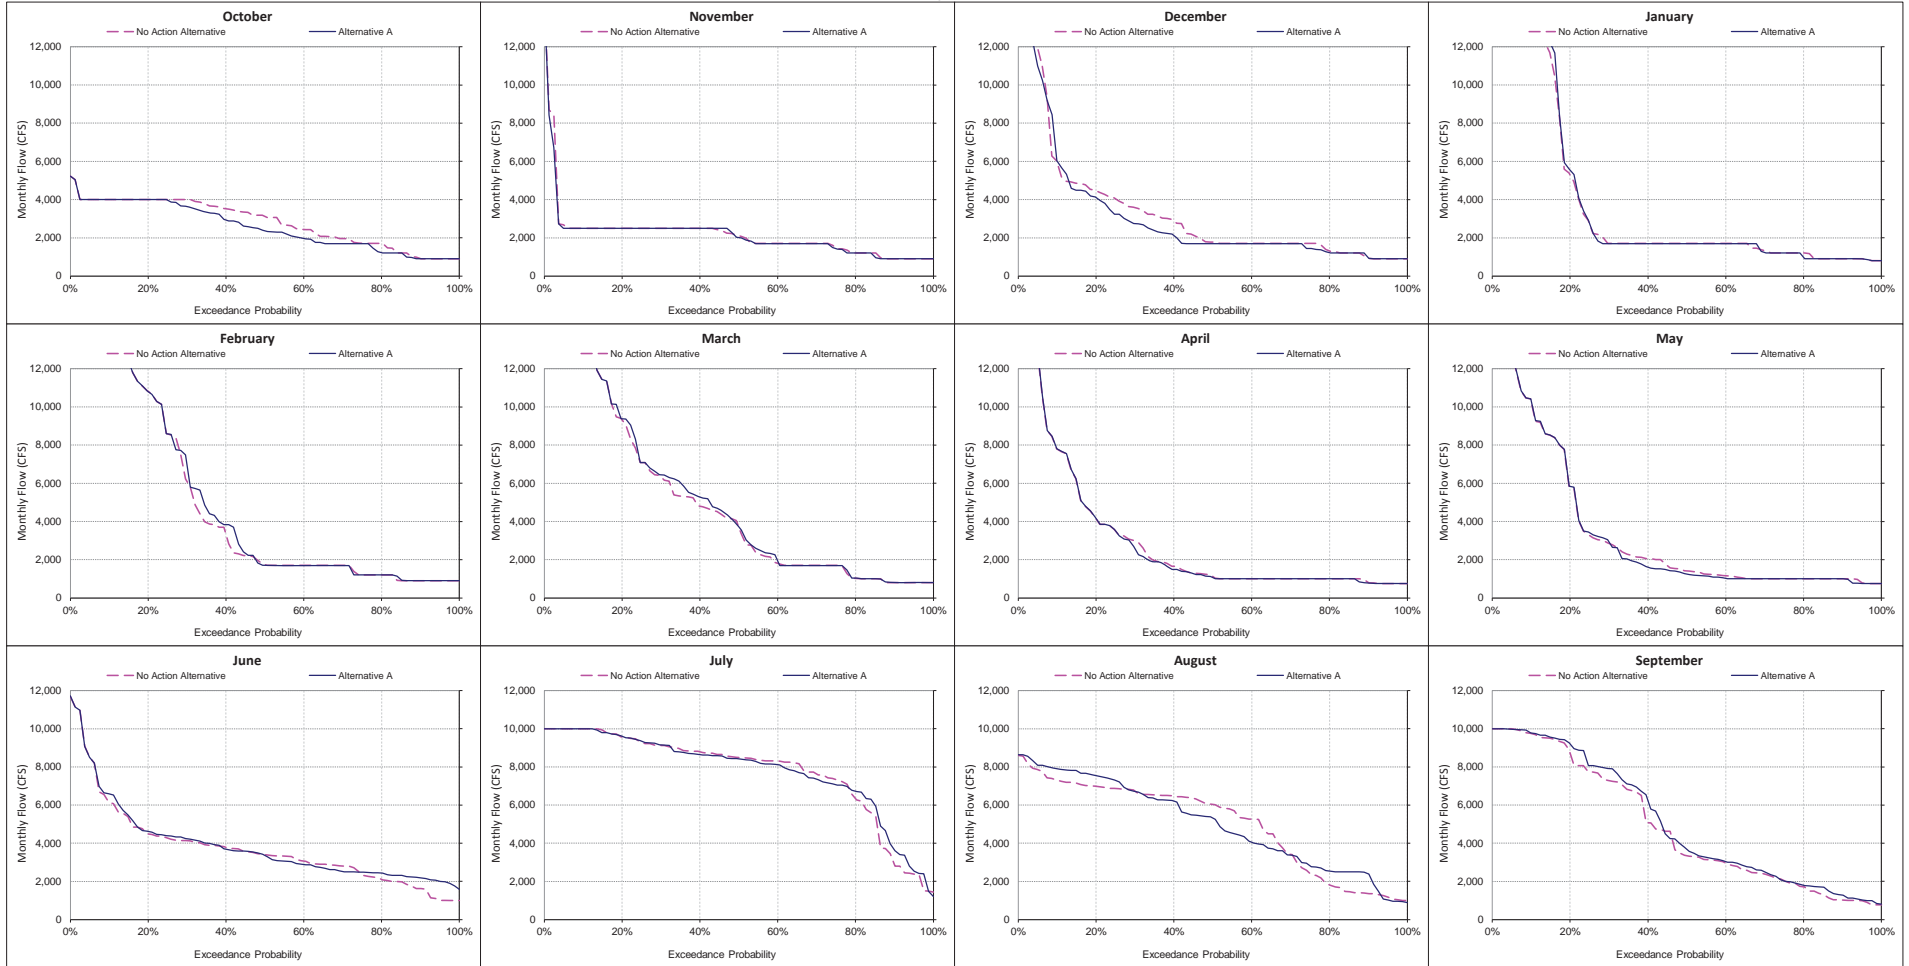 October
No Action Alternative Alternative A
12,000
10,000
8,000
6,000
4,000
2,000
0
Monthly Flow (CFS)
0% 20% 40% 60% 80% 100%
Exceedance Probability
November
No Action Alternative Alternative A
12,000
10,000
8,000
6,000
4,000
2,000
0
Monthly Flow (CFS)
0% 20% 40% 60% 80% 100%
Exceedance Probability
December
No Action Alternative Alternative A
12,000
10,000
8,000
6,000
4,000
2,000
0
Monthly Flow (CFS)
0% 20% 40% 60% 80% 100%
Exceedance Probability
January
No Action Alternative Alternative A
12,000
10,000
8,000
6,000
4,000
2,000
0
Monthly Flow (CFS)
0% 20% 40% 60% 80% 100%
Exceedance Probability
February
No Action Alternative Alternative A
12,000
10,000
8,000
6,000
4,000
2,000
0
Monthly Flow (CFS)
0% 20% 40% 60% 80% 100%
Exceedance Probability
March
No Action Alternative Alternative A
12,000
10,000
8,000
6,000
4,000
2,000
0
Monthly Flow (CFS)
0% 20% 40% 60% 80% 100%
Exceedance Probability
April
No Action Alternative Alternative A
12,000
10,000
8,000
6,000
4,000
2,000
0
Monthly Flow (CFS)
0% 20% 40% 60% 80% 100%
Exceedance Probability
May
No Action Alternative Alternative A
12,000
10,000
8,000
6,000
4,000
2,000
0
Monthly Flow (CFS)
0% 20% 40% 60% 80% 100%
Exceedance Probability
June
No Action Alternative Alternative A
12,000
10,000
8,000
6,000
4,000
2,000
0
Monthly Flow (CFS)
0% 20% 40% 60% 80% 100%
Exceedance Probability
July
No Action Alternative Alternative A
12,000
10,000
8,000
6,000
4,000
2,000
0
Monthly Flow (CFS)
0% 20% 40% 60% 80% 100%
Exceedance Probability
August
No Action Alternative Alternative A
12,000
10,000
8,000
6,000
4,000
2,000
0
Monthly Flow (CFS)
0% 20% 40% 60% 80% 100%
Exceedance Probability
September
No Action Alternative Alternative A
12,000
10,000
8,000
6,000
4,000
2,000
0
Monthly Flow (CFS)
0% 20% 40% 60% 80% 100%
Exceedance Probability